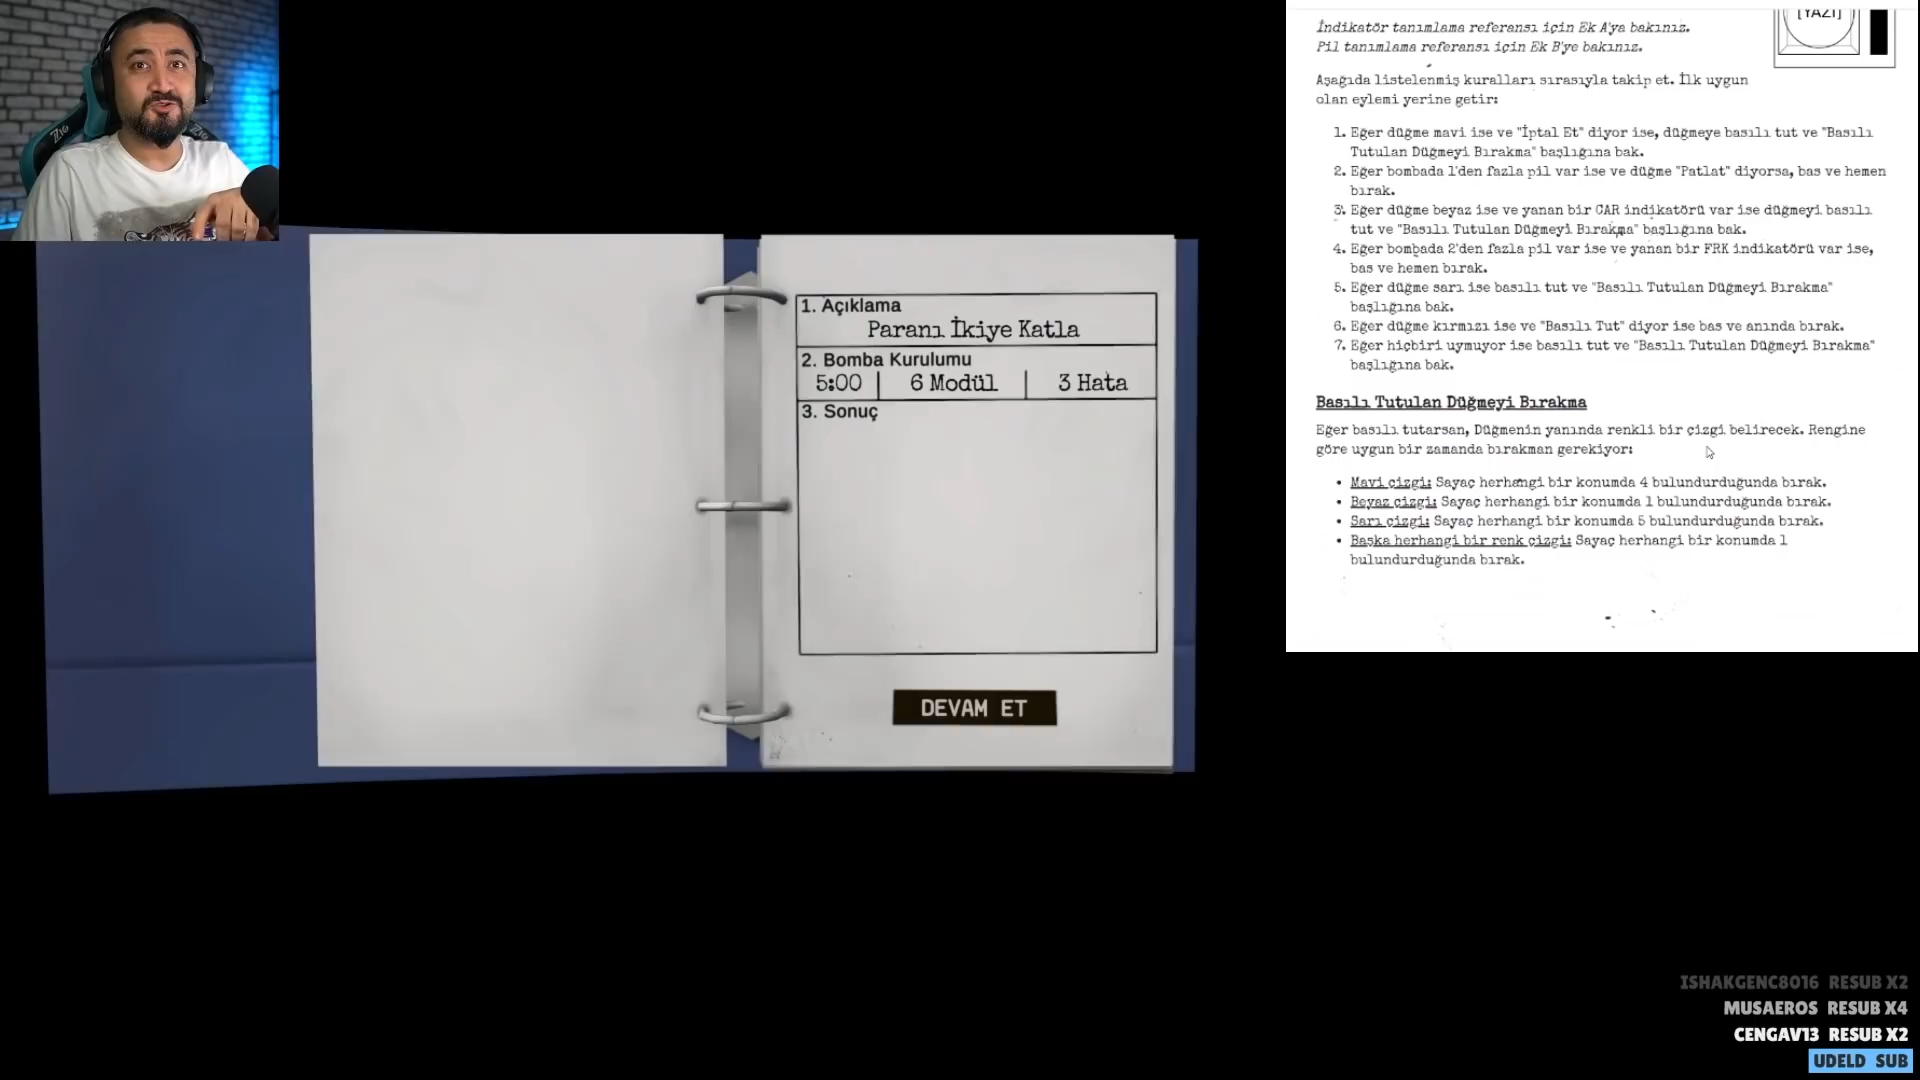 1. Açıklama
Paranı İkiye Katla
2. Bomba Kurulumu
5:00 | 6 Modül | 3 Hata
3. Sonuç
DEVAM ET
[YAZI]
İndikatör tanımlama referansı için Ek A'ya bakınız.
Pil tanımlama referansı için Ek B'ye bakınız.
Aşağıda listelenmiş kuralları sırasıyla takip et. İlk uygun
olan eylemi yerine getir:
1. Eğer düğme mavi ise ve "İptal Et" diyor ise, düğmeye basılı tut ve "Basılı
Tutulan Düğmeyi Bırakma" başlığına bak.
2. Eğer bombada 1'den fazla pil var ise ve düğme "Patlat" diyorsa, bas ve hemen
bırak.
3. Eğer düğme beyaz ise ve yanan bir CAR indikatörü var ise düğmeyi basılı
tut ve "Basılı Tutulan Düğmeyi Bırakma" başlığına bak.
4. Eğer bombada 2'den fazla pil var ise ve yanan bir FRK indikatörü var ise,
bas ve hemen bırak.
5. Eğer düğme sarı ise basılı tut ve "Basılı Tutulan Düğmeyi Bırakma"
başlığına bak.
6. Eğer düğme kırmızı ise ve "Basılı Tut" diyor ise bas ve anında bırak.
7. Eğer hiçbiri uymuyor ise basılı tut ve "Basılı Tutulan Düğmeyi Bırakma"
başlığına bak.
Basılı Tutulan Düğmeyi Bırakma
Eğer basılı tutarsan, Düğmenin yanında renkli bir çizgi belirecek. Rengine
göre uygun bir zamanda bırakman gerekiyor:
• Mavi çizgi: Sayaç herhangi bir konumda 4 bulundurduğunda bırak.
• Beyaz çizgi: Sayaç herhangi bir konumda 1 bulundurduğunda bırak.
• Sarı çizgi: Sayaç herhangi bir konumda 5 bulundurduğunda bırak.
• Başka herhangi bir renk çizgi: Sayaç herhangi bir konumda 1
bulundurduğunda bırak.
ISHAKGENC8016 RESUB X2
MUSAEROS RESUB X4
CENGAV13 RESUB X2
UDELD SUB